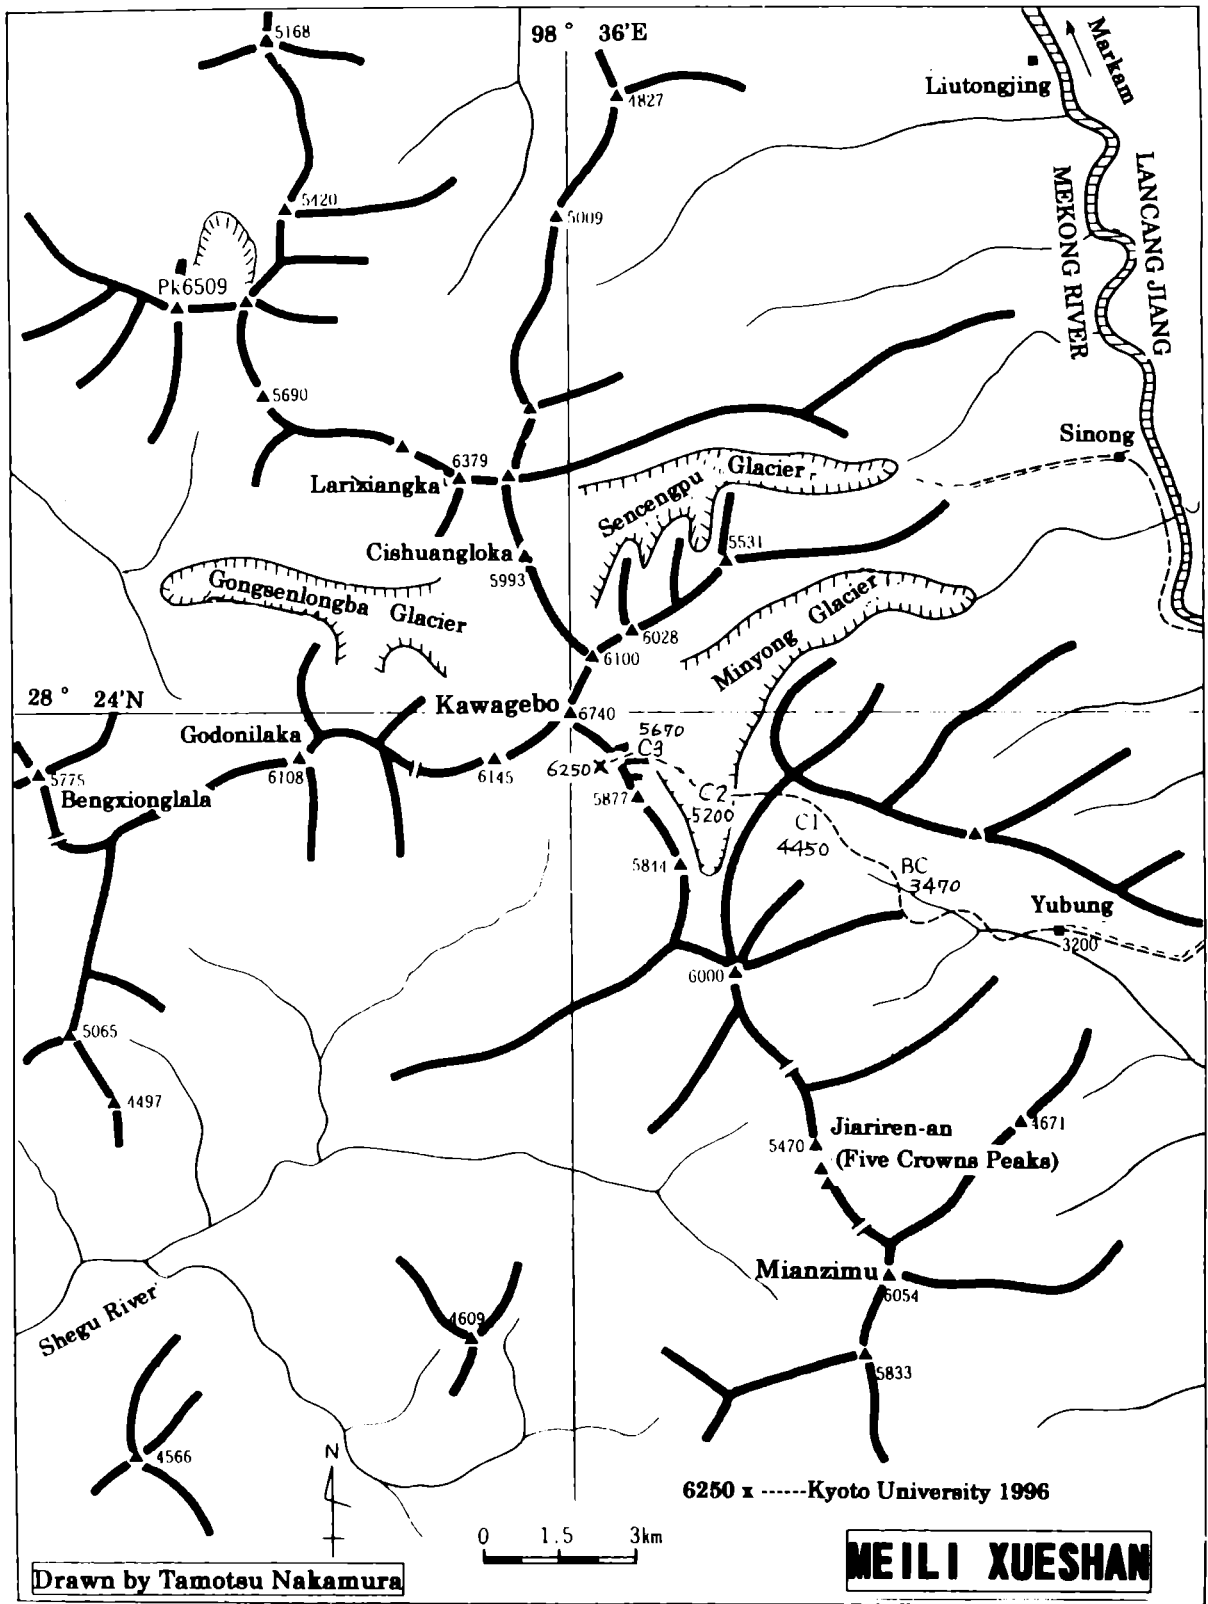 5168
98° 36'E
4827
Liutongjing
Markam
LANCANG JIANG
MEKONG RIVER
5420
5009
Pk6509
5690
Sinong
6379
Larixiangka
Sencengpu Glacier
Cishuangloka
5993
5531
Gongsenlongba Glacier
Minyong Glacier
6028
6100
28° 24'N
Kawagebo
6740
Godonilaka
6108
6145
5670
C3
6250
5775
Bengxionglala
5877
C2
5200
C1
4450
5814
BC
3470
Yubung
3200
6000
5065
4497
Jiariren-an
5470
(Five Crowns Peaks)
4671
Mianzimu
6054
Shegu River
4609
5833
4566
N
6250 x ------Kyoto University 1996
0 1.5 3km
MEILI XUESHAN
Drawn by Tamotsu Nakamura